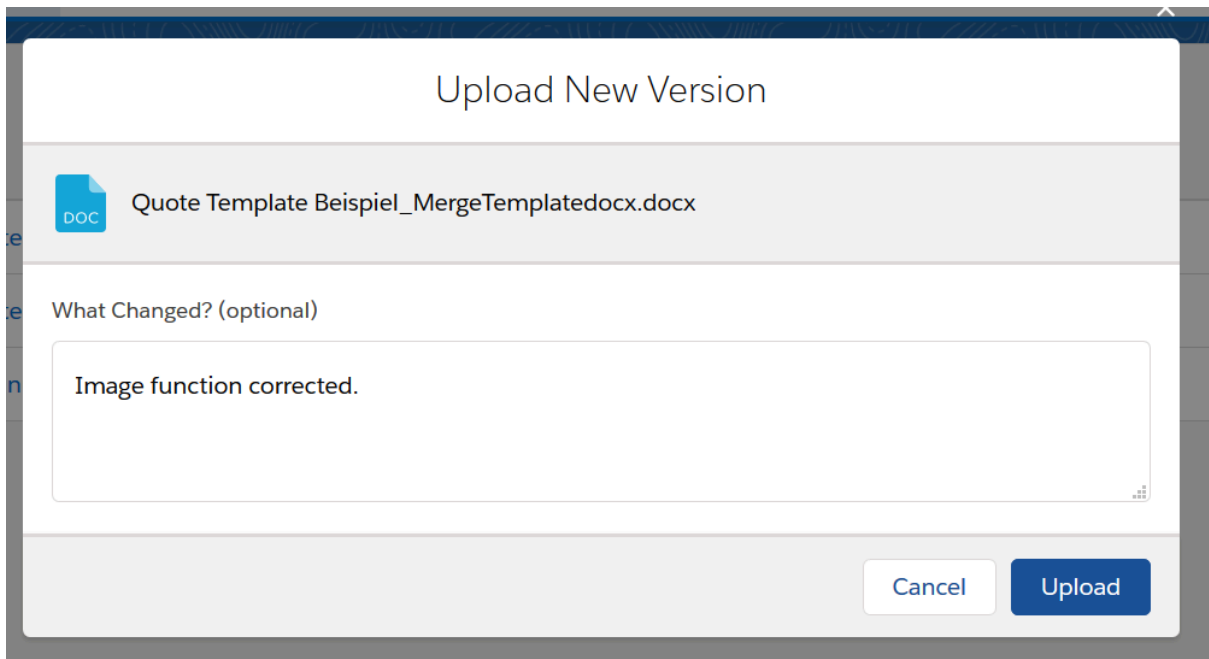 Upload New Version
DOC
Quote Template Beispiel_MergeTemplatedocx.docx
What Changed? (optional)
Image function corrected.
Cancel
Upload